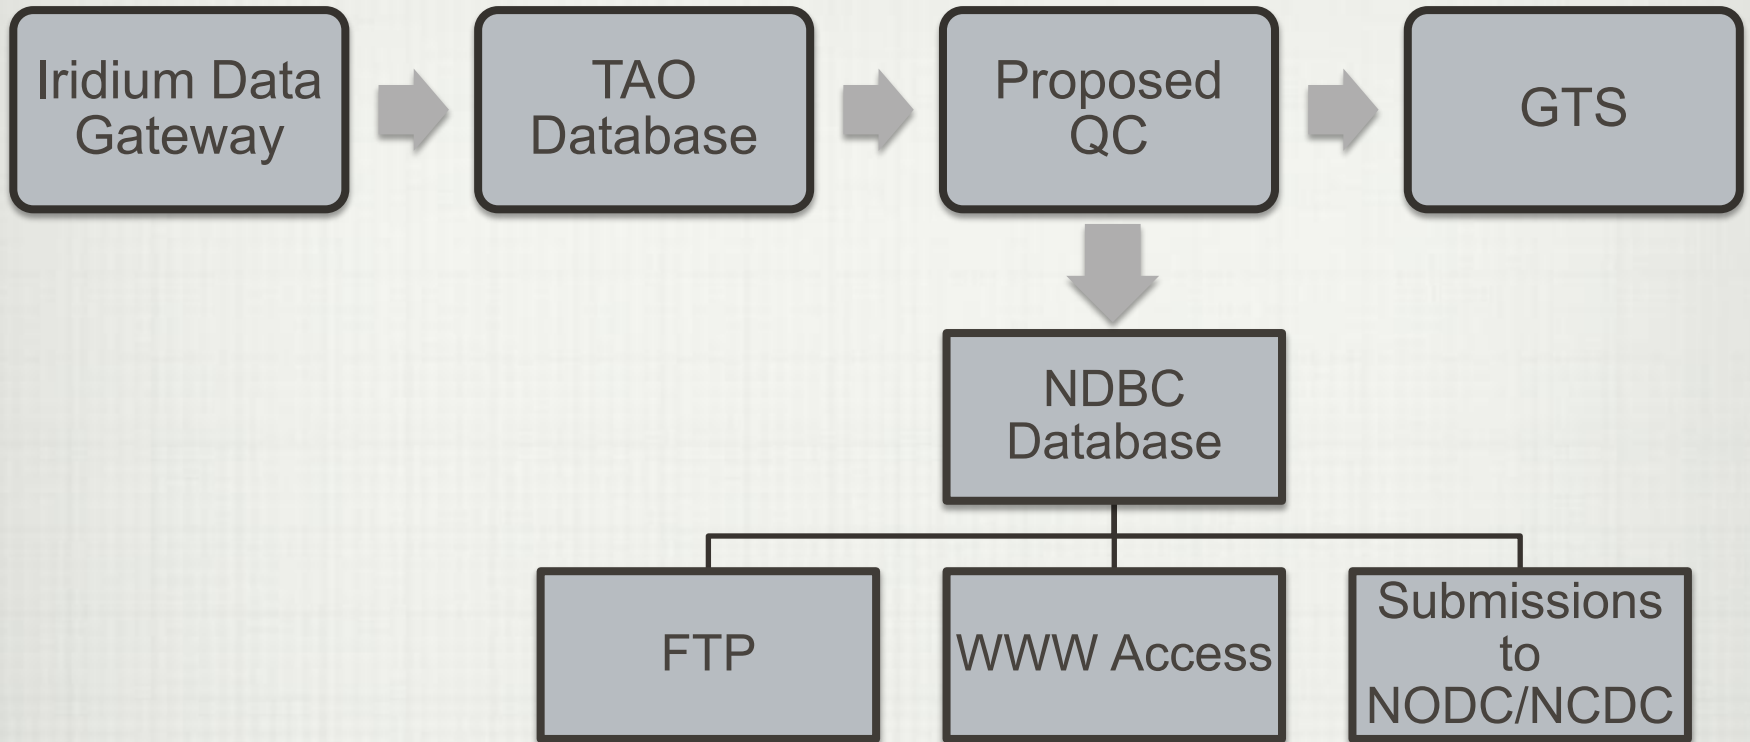 Iridium Data
Gateway
TAO
Database
Proposed
QC
GTS
NDBC
Database
FTP
WWW Access
Submissions
to
NODC/NCDC